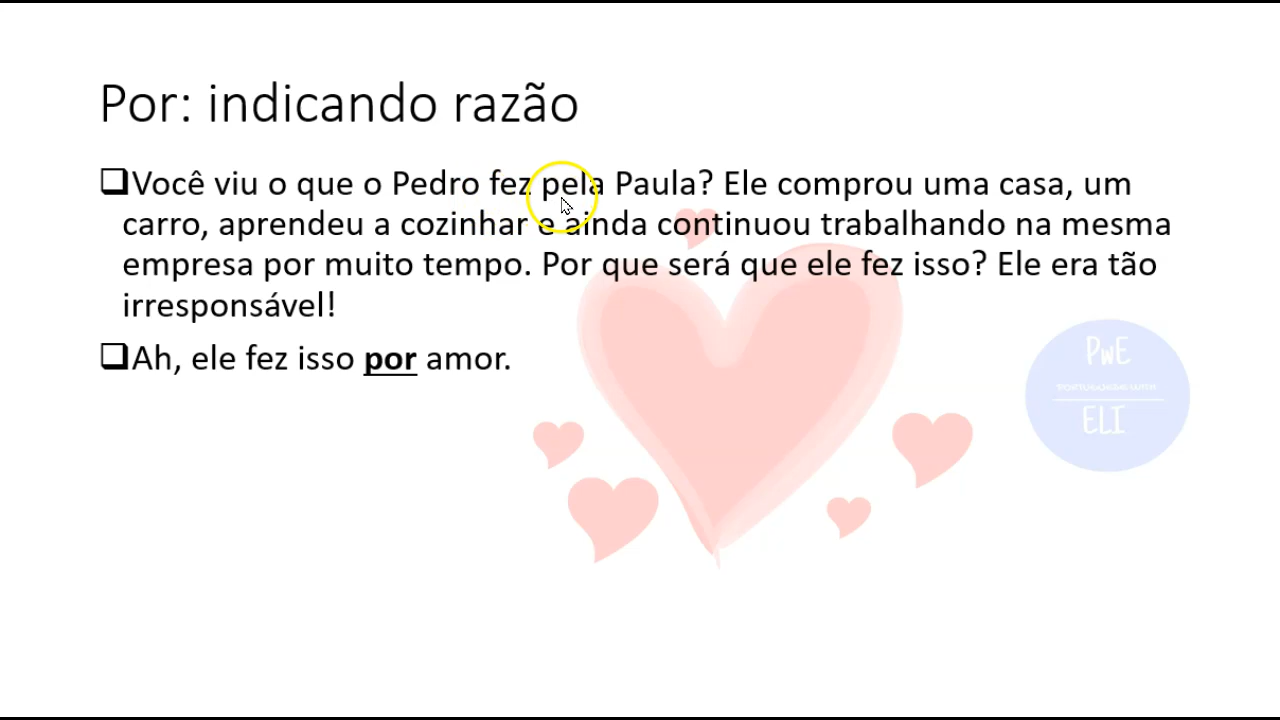 Por: indicando razão
Você viu o que o Pedro fez pela Paula? Ele comprou uma casa, um
carro, aprendeu a cozinhar e ainda continuou trabalhando na mesma
empresa por muito tempo. Por que será que ele fez isso? Ele era tão
irresponsável!
Ah, ele fez isso por amor.
PwE
PORTUGUESE WITH
ELI